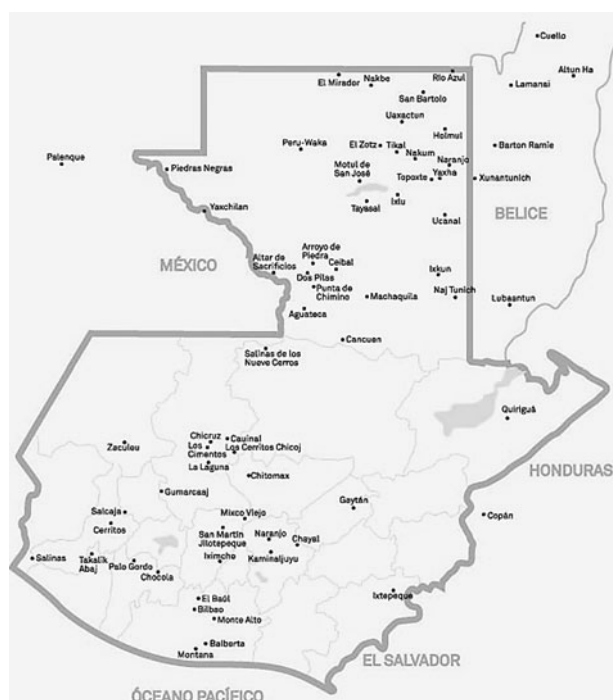 Cuello
Altun Ha
Rio Azul
El Mirador
Nakbe
Lamanai
San Bartolo
Uaxactun
Holmul
Peru-Waka
El Zotz
Tikal
Barton Ramie
Nakum
Palenque
Naranjo
Piedras Negras
Motul de
San José
Topoxte
Yaxha
Xunantunich
Ixlu
Tayasal
Yaxchilan
Ucanal
BELICE
MÉXICO
Arroyo de
Piedra
Altar de
Sacrificios
Ceibal
Ixkun
Dos Pilas
Punta de
Chimino
Machaquila
Naj Tunich
Lubaantun
Aguateca
Cancuen
Salinas de los
Nueve Cerros
Quiriguá
Chicruz
Cauinal
Zaculeu
Los
Cimentos
Los Cerritos Chicoj
La Laguna
HONDURAS
Chitomax
Gumarcaaj
Gaytán
Salcaja
Mixco Viejo
Copán
Cerritos
San Martin
Jilotepeque
Naranjo
Chayal
Salinas
Takalik
Abaj
Palo Gordo
Iximche
Kaminaljuyu
Chocola
Ixtepeque
El Baúl
Bilbao
Monte Alto
Balberta
Montana
EL SALVADOR
ÓCEANO PACÍFICO